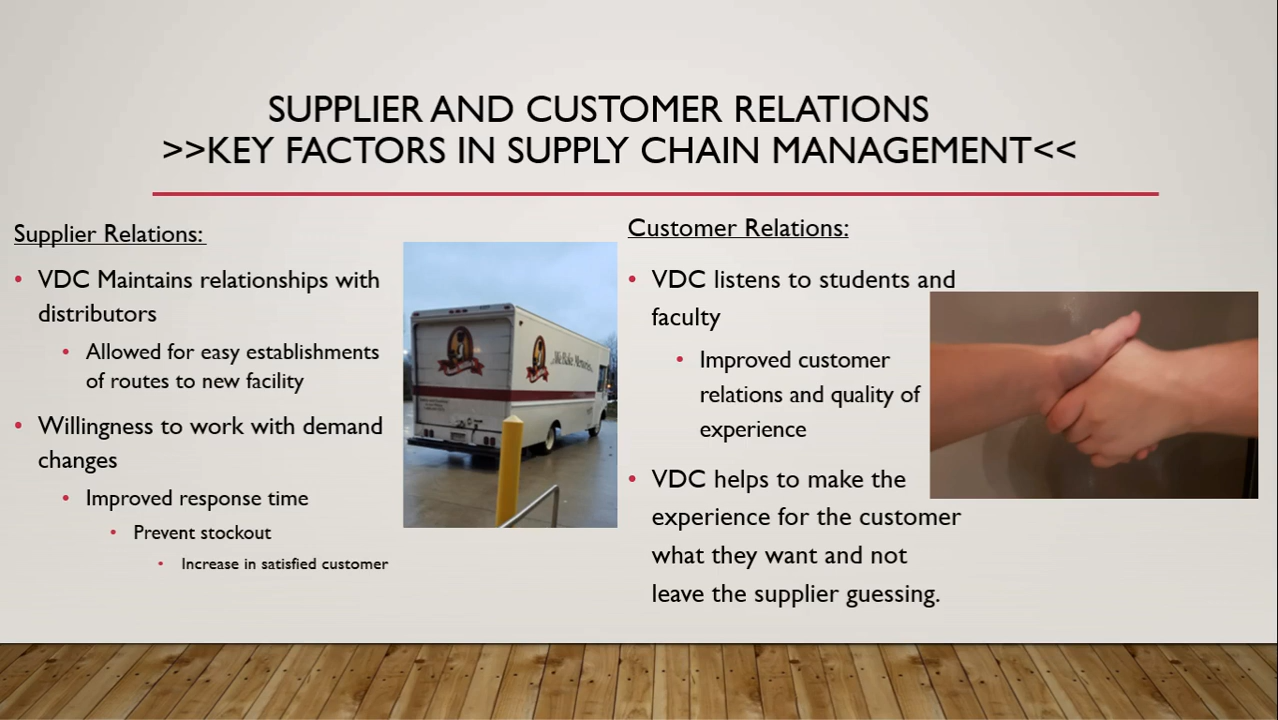 SUPPLIER AND CUSTOMER RELATIONS
>>KEY FACTORS IN SUPPLY CHAIN MANAGEMENT<<
Supplier Relations:
• VDC Maintains relationships with
distributors
• Allowed for easy establishments
of routes to new facility
• Willingness to work with demand
changes
• Improved response time
• Prevent stockout
• Increase in satisfied customer
We Bake Memories
Customer Relations:
• VDC listens to students and
faculty
• Improved customer
relations and quality of
experience
• VDC helps to make the
experience for the customer
what they want and not
leave the supplier guessing.